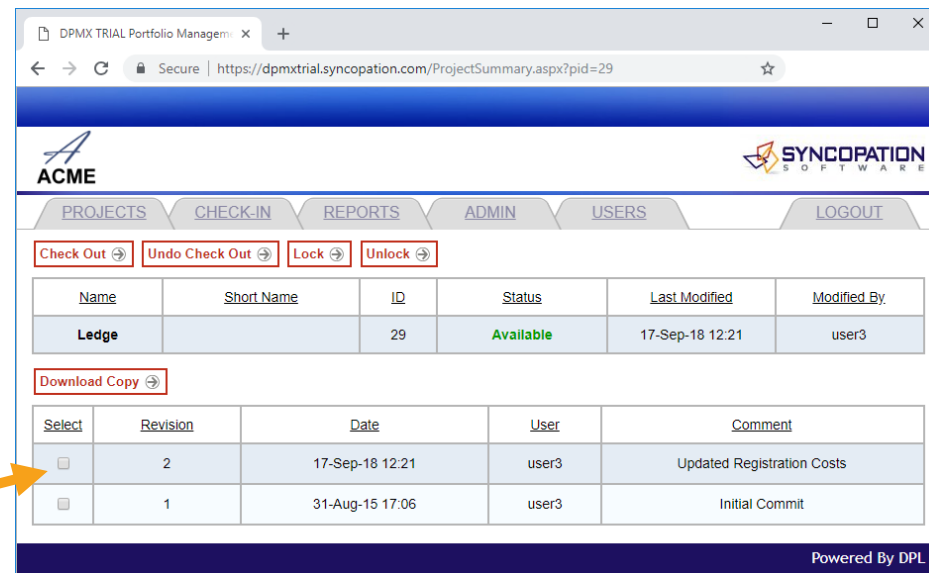 DPMX TRIAL Portfolio Managem
Secure | https://dpmxtrial.syncopation.com/ProjectSummary.aspx?pid=29
ACME
SYNCOPATION
SOFTWARE
PROJECTS CHECK-IN REPORTS ADMIN USERS LOGOUT
Check Out Undo Check Out Lock Unlock
Name Short Name ID Status Last Modified Modified By
Ledge 29 Available 17-Sep-18 12:21 user3
Download Copy
Select Revision Date User Comment
2 17-Sep-18 12:21 user3 Updated Registration Costs
1 31-Aug-15 17:06 user3 Initial Commit
Powered By DPL